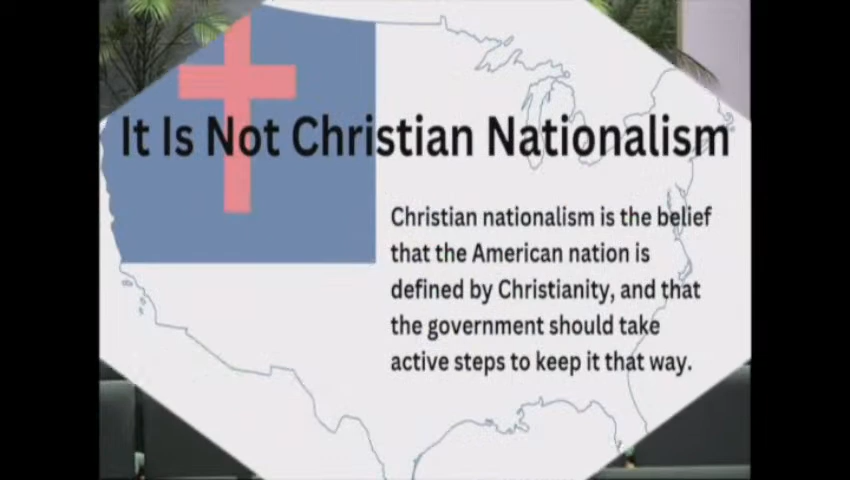 It Is Not Christian Nationalism
Christian nationalism is the belief
that the American nation is
defined by Christianity, and that
the government should take
active steps to keep it that way.